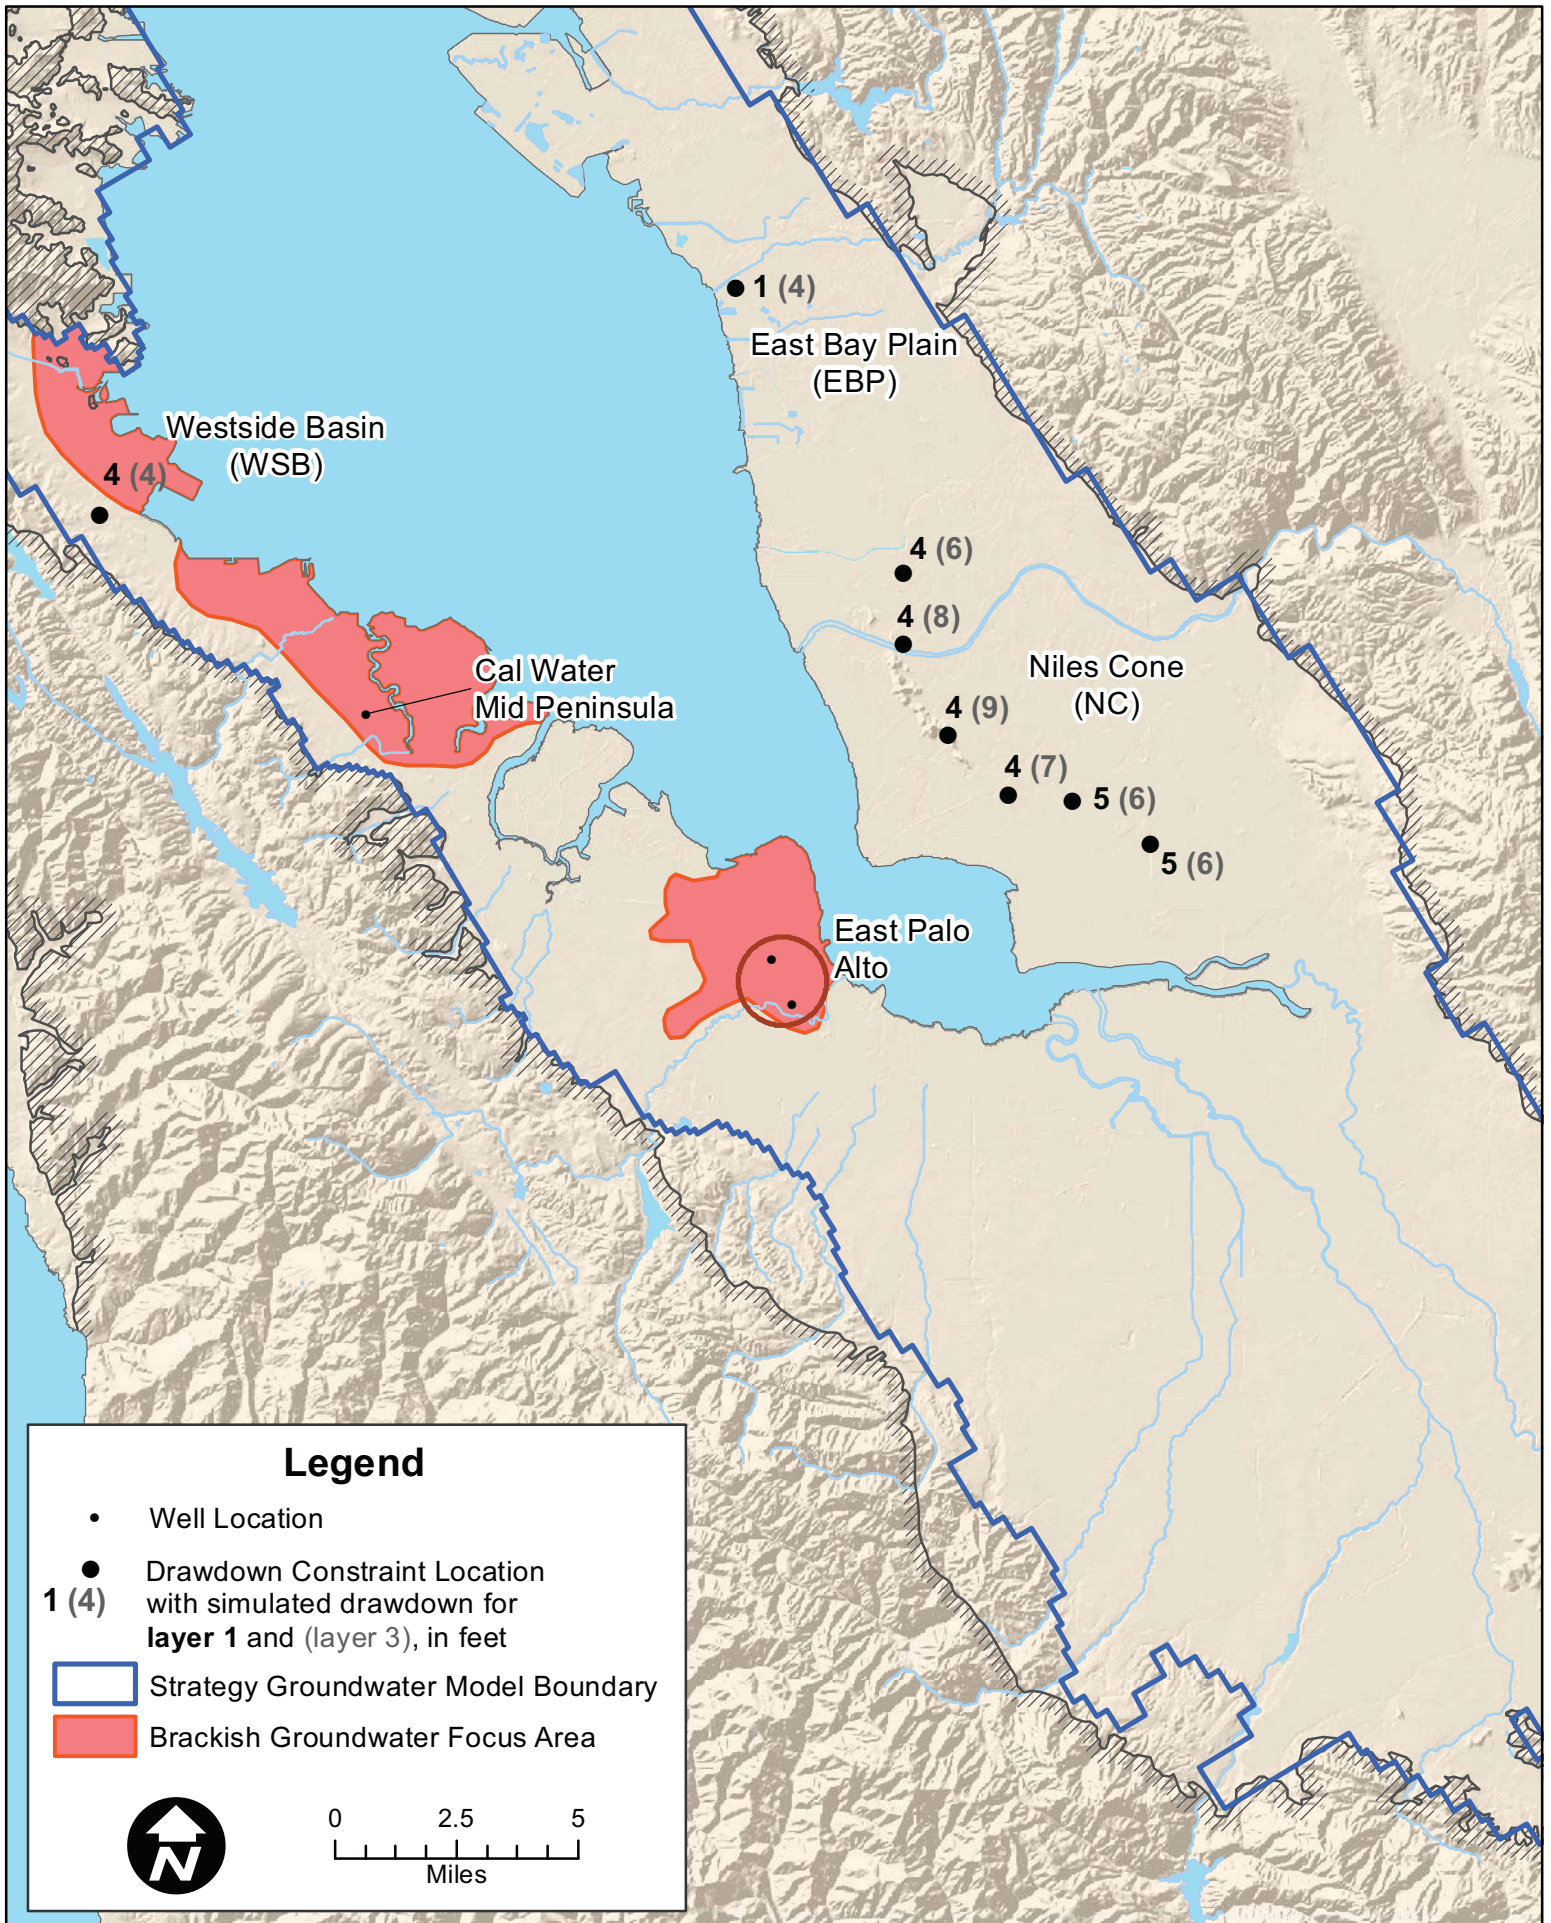 1 (4)
East Bay Plain
(EBP)
Westside Basin
(WSB)
4 (4)
4 (6)
4 (8)
Cal Water
Mid Peninsula
Niles Cone
(NC)
4 (9)
4 (7)
5 (6)
5 (6)
East Palo
Alto
Legend
Well Location
Drawdown Constraint Location
1 (4) with simulated drawdown for
layer 1 and (layer 3), in feet
Strategy Groundwater Model Boundary
Brackish Groundwater Focus Area
N
0 2.5 5
Miles